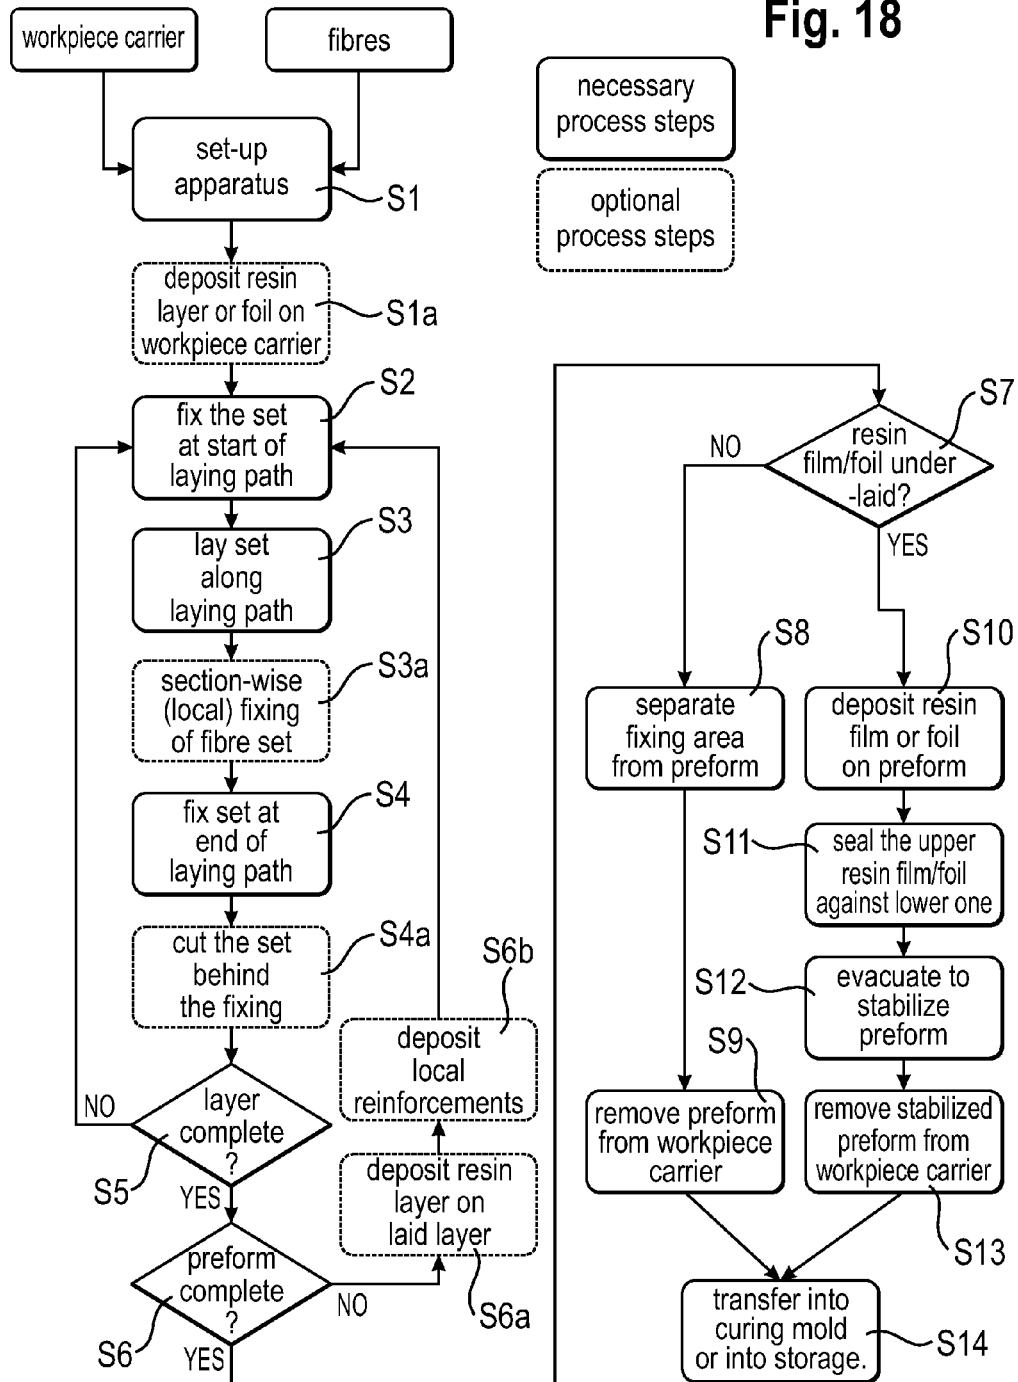 Fig. 18
workpiece carrier
fibres
necessary
process steps
optional
process steps
set-up
apparatus
S1
deposit resin
layer or foil on
workpiece carrier
S1a
fix the set
at start of
laying path
S2
lay set
along
laying path
S3
section-wise
(local) fixing
of fibre set
S3a
fix set at
end of
laying path
S4
cut the set
behind
the fixing
S4a
layer
complete
?
S5
NO
YES
preform
complete
?
S6
NO
YES
deposit resin
layer on
laid layer
S6a
deposit
local
reinforcements
S6b
resin
film/foil under
-laid?
S7
NO
YES
separate
fixing area
from preform
S8
remove preform
from workpiece
carrier
S9
deposit resin
film or foil
on preform
S10
seal the upper
resin film/foil
against lower one
S11
evacuate to
stabilize
preform
S12
remove stabilized
preform from
workpiece carrier
S13
transfer into
curing mold
or into storage.
S14